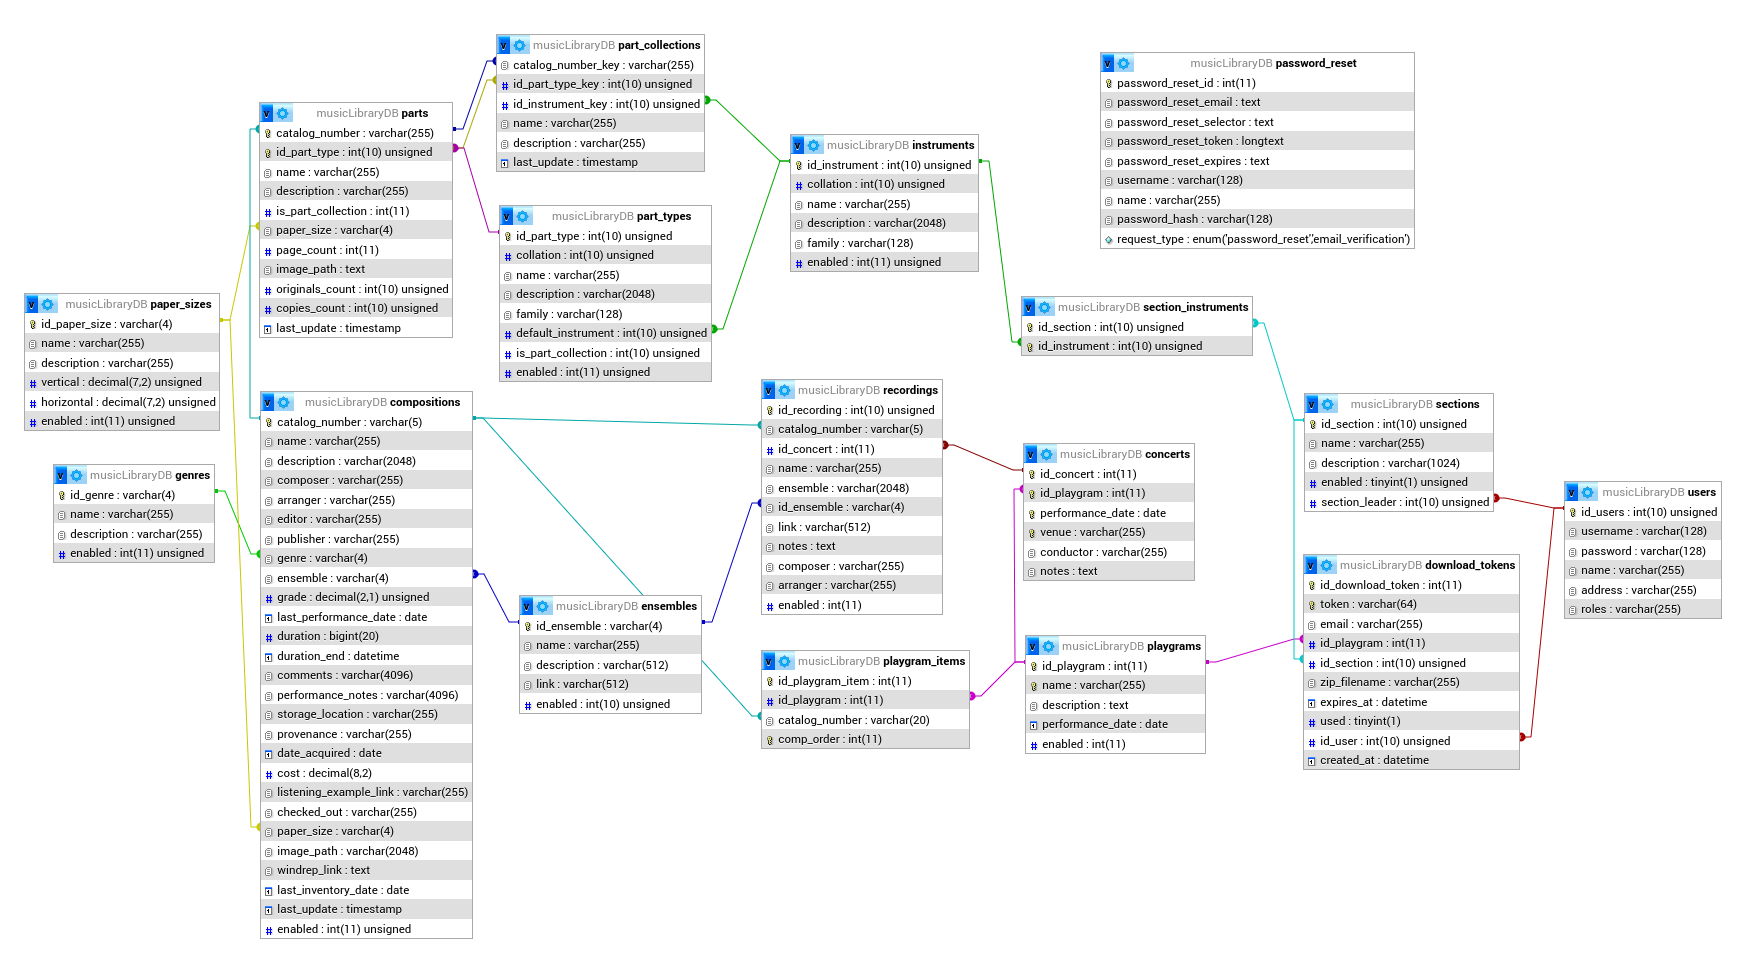 musicLibraryDB part_collections
catalog_number_key : varchar(255)
id_part_type_key : int(10) unsigned
id_instrument_key : int(10) unsigned
name : varchar(255)
description : varchar(255)
last_update : timestamp
musicLibraryDB password_reset
password_reset_id : int(11)
password_reset_email : text
password_reset_selector : text
password_reset_token : longtext
password_reset_expires : text
username : varchar(128)
name : varchar(255)
password_hash : varchar(128)
request_type : enum('password_reset','email_verification')
musicLibraryDB parts
catalog_number : varchar(255)
id_part_type : int(10) unsigned
name : varchar(255)
description : varchar(255)
is_part_collection : int(11)
paper_size : varchar(4)
page_count : int(11)
image_path : text
originals_count : int(10) unsigned
copies_count : int(10) unsigned
last_update : timestamp
musicLibraryDB instruments
id_instrument : int(10) unsigned
collation : int(10) unsigned
name : varchar(255)
description : varchar(2048)
family : varchar(128)
enabled : int(11) unsigned
musicLibraryDB part_types
id_part_type : int(10) unsigned
collation : int(10) unsigned
name : varchar(255)
description : varchar(2048)
family : varchar(128)
default_instrument : int(10) unsigned
is_part_collection : int(10) unsigned
enabled : int(11) unsigned
musicLibraryDB paper_sizes
id_paper_size : varchar(4)
name : varchar(255)
description : varchar(255)
vertical : decimal(7,2) unsigned
horizontal : decimal(7,2) unsigned
enabled : int(11) unsigned
musicLibraryDB section_instruments
id_section : int(10) unsigned
id_instrument : int(10) unsigned
musicLibraryDB compositions
catalog_number : varchar(5)
name : varchar(255)
description : varchar(2048)
composer : varchar(255)
arranger : varchar(255)
editor : varchar(255)
publisher : varchar(255)
genre : varchar(4)
ensemble : varchar(4)
grade : decimal(2,1) unsigned
last_performance_date : date
duration : bigint(20)
duration_end : datetime
comments : varchar(4096)
performance_notes : varchar(4096)
storage_location : varchar(255)
provenance : varchar(255)
date_acquired : date
cost : decimal(8,2)
listening_example_link : varchar(255)
checked_out : varchar(255)
paper_size : varchar(4)
image_path : varchar(2048)
windrep_link : text
last_inventory_date : date
last_update : timestamp
enabled : int(11) unsigned
musicLibraryDB recordings
id_recording : int(10) unsigned
catalog_number : varchar(5)
id_concert : int(11)
name : varchar(255)
ensemble : varchar(2048)
id_ensemble : varchar(4)
link : varchar(512)
notes : text
composer : varchar(255)
arranger : varchar(255)
enabled : int(11)
musicLibraryDB sections
id_section : int(10) unsigned
name : varchar(255)
description : varchar(1024)
enabled : tinyint(1) unsigned
section_leader : int(10) unsigned
musicLibraryDB concerts
id_concert : int(11)
id_playgram : int(11)
performance_date : date
venue : varchar(255)
conductor : varchar(255)
notes : text
musicLibraryDB genres
id_genre : varchar(4)
name : varchar(255)
description : varchar(255)
enabled : int(11) unsigned
musicLibraryDB users
id_users : int(10) unsigned
username : varchar(128)
password : varchar(128)
name : varchar(255)
address : varchar(255)
roles : varchar(255)
musicLibraryDB download_tokens
id_download_token : int(11)
token : varchar(64)
email : varchar(255)
id_playgram : int(11)
id_section : int(10) unsigned
zip_filename : varchar(255)
expires_at : datetime
used : tinyint(1)
id_user : int(10) unsigned
created_at : datetime
musicLibraryDB ensembles
id_ensemble : varchar(4)
name : varchar(255)
description : varchar(512)
link : varchar(512)
enabled : int(10) unsigned
musicLibraryDB playgrams
id_playgram : int(11)
name : varchar(255)
description : text
performance_date : date
enabled : int(11)
musicLibraryDB playgram_items
id_playgram_item : int(11)
id_playgram : int(11)
catalog_number : varchar(20)
comp_order : int(11)